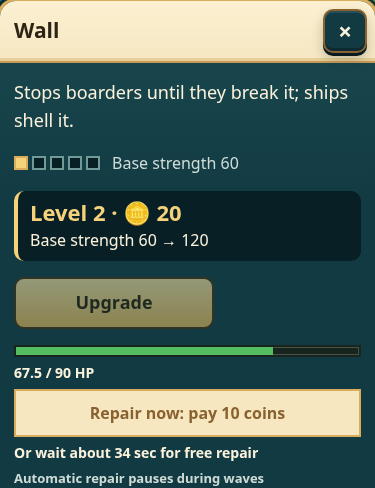 Wall
×
Stops boarders until they break it; ships
shell it.
Base strength 60
Level 2 · 🪙 20
Base strength 60 → 120
Upgrade
67.5 / 90 HP
Repair now: pay 10 coins
Or wait about 34 sec for free repair
Automatic repair pauses during waves